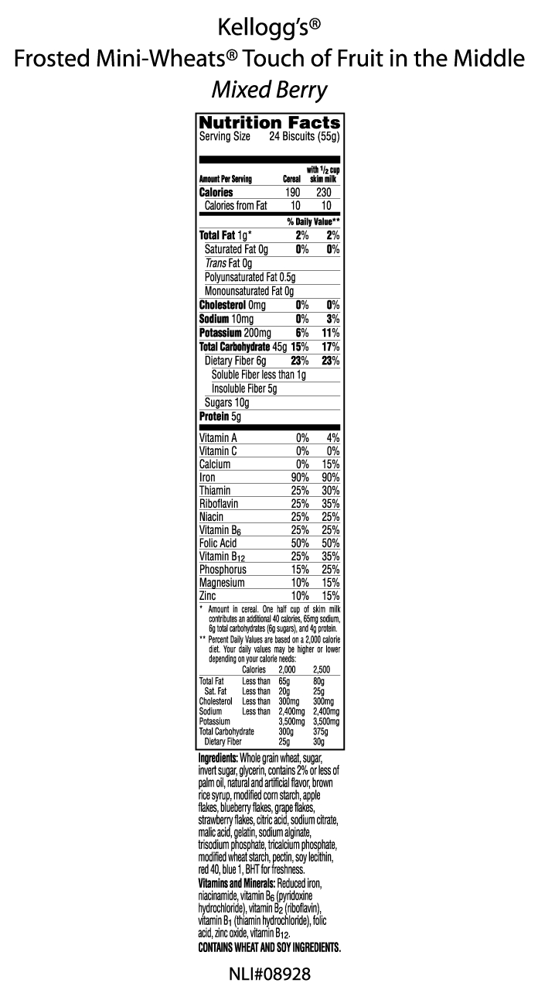 Kellogg's®
Frosted Mini-Wheats® Touch of Fruit in the Middle
Mixed Berry
Nutrition Facts
Serving Size 24 Biscuits (55g)
with 1/2 cup
Amount Per Serving Cereal skim milk
Calories 190 230
Calories from Fat 10 10
% Daily Value**
Total Fat 1g* 2% 2%
Saturated Fat 0g 0% 0%
Trans Fat 0g
Polyunsaturated Fat 0.5g
Monounsaturated Fat 0g
Cholesterol 0mg 0% 0%
Sodium 10mg 0% 3%
Potassium 200mg 6% 11%
Total Carbohydrate 45g 15% 17%
Dietary Fiber 6g 23% 23%
Soluble Fiber less than 1g
Insoluble Fiber 5g
Sugars 10g
Protein 5g
Vitamin A 0% 4%
Vitamin C 0% 0%
Calcium 0% 15%
Iron 90% 90%
Thiamin 25% 30%
Riboflavin 25% 35%
Niacin 25% 25%
Vitamin B6 25% 25%
Folic Acid 50% 50%
Vitamin B12 25% 35%
Phosphorus 15% 25%
Magnesium 10% 15%
Zinc 10% 15%
* Amount in cereal. One half cup of skim milk
contributes an additional 40 calories, 65mg sodium,
6g total carbohydrates (6g sugars), and 4g protein.
** Percent Daily Values are based on a 2,000 calorie
diet. Your daily values may be higher or lower
depending on your calorie needs:
Calories 2,000 2,500
Total Fat Less than 65g 80g
Sat. Fat Less than 20g 25g
Cholesterol Less than 300mg 300mg
Sodium Less than 2,400mg 2,400mg
Potassium 3,500mg 3,500mg
Total Carbohydrate 300g 375g
Dietary Fiber 25g 30g
Ingredients: Whole grain wheat, sugar,
invert sugar, glycerin, contains 2% or less of
palm oil, natural and artificial flavor, brown
rice syrup, modified corn starch, apple
flakes, blueberry flakes, grape flakes,
strawberry flakes, citric acid, sodium citrate,
malic acid, gelatin, sodium alginate,
trisodium phosphate, tricalcium phosphate,
modified wheat starch, pectin, soy lecithin,
red 40, blue 1, BHT for freshness.
Vitamins and Minerals: Reduced iron,
niacinamide, vitamin B6 (pyridoxine
hydrochloride), vitamin B2 (riboflavin),
vitamin B1 (thiamin hydrochloride), folic
acid, zinc oxide, vitamin B12.
CONTAINS WHEAT AND SOY INGREDIENTS.
NLI#08928